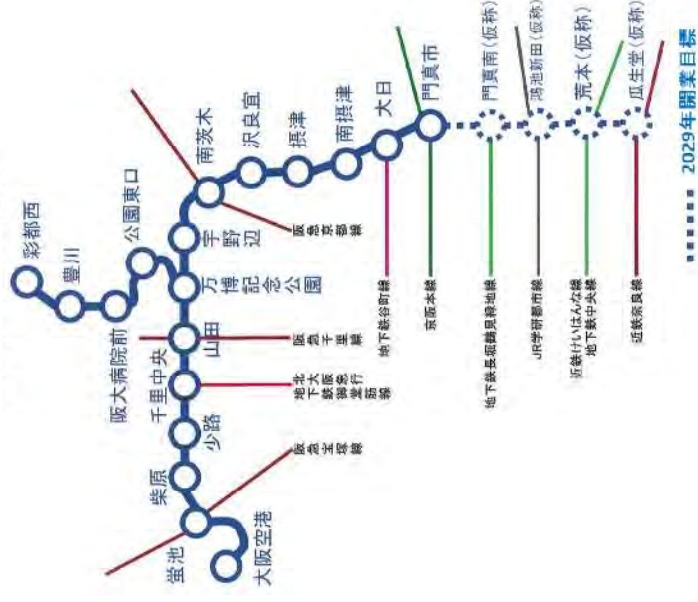 彩都西
豊川
阪大病院前
公園東口
大阪空港
蛍池
柴原
少路
千里中央
山田
万博記念公園
宇野辺
南茨木
沢良宜
摂津
南摂津
大日
門真市
門真南(仮称)
鴻池新田(仮称)
荒本(仮称)
瓜生堂(仮称)
阪急宝塚線
北大阪急行
地下鉄御堂筋線
阪急千里線
阪急京都線
地下鉄谷町線
京阪本線
地下鉄長堀鶴見緑地線
JR学研都市線
近鉄けいはんな線
地下鉄中央線
近鉄奈良線
2029年開業目標